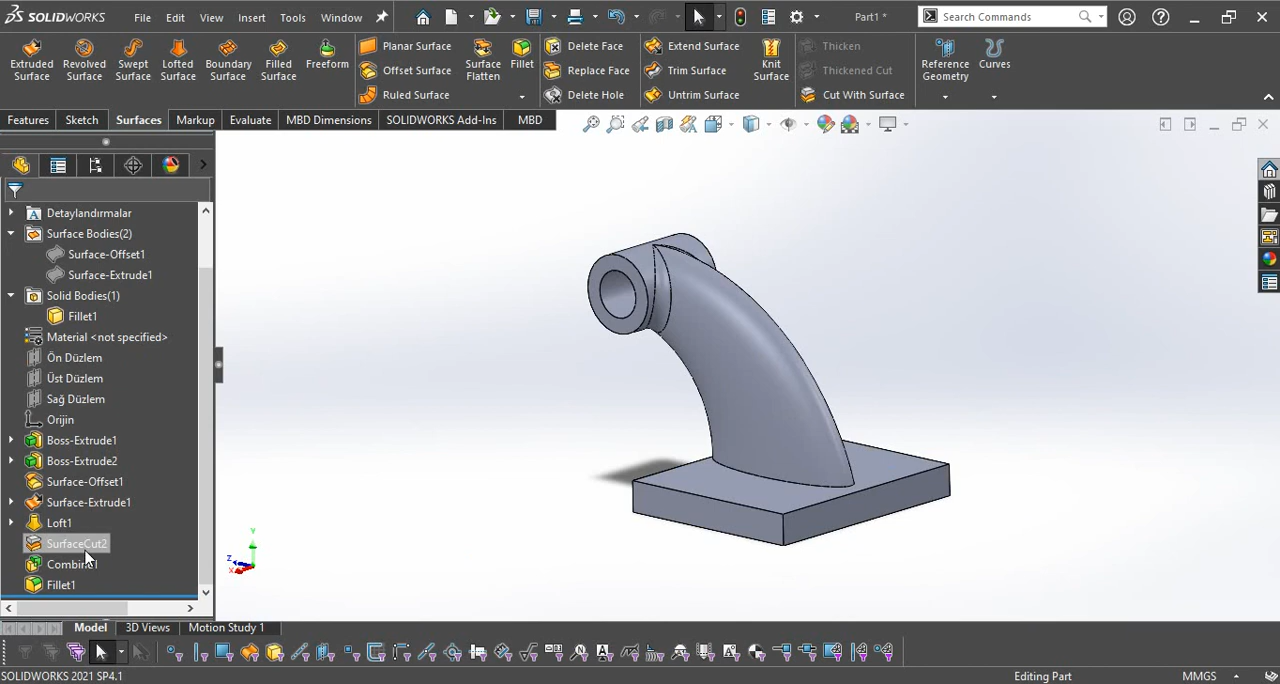 SOLIDWORKS File Edit View Insert Tools Window Part1 * Search Commands
Extruded Surface
Revolved Surface
Swept Surface
Lofted Surface
Boundary Surface
Filled Surface
Freeform
Planar Surface
Offset Surface
Ruled Surface
Surface Flatten
Fillet
Delete Face
Replace Face
Delete Hole
Extend Surface
Trim Surface
Untrim Surface
Knit Surface
Thicken
Thickened Cut
Cut With Surface
Reference Geometry
Curves
Features Sketch Surfaces Markup Evaluate MBD Dimensions SOLIDWORKS Add-Ins MBD
Detaylandırmalar
Surface Bodies(2)
Surface-Offset1
Surface-Extrude1
Solid Bodies(1)
Fillet1
Material <not specified>
Ön Düzlem
Üst Düzlem
Sağ Düzlem
Orijin
Boss-Extrude1
Boss-Extrude2
Surface-Offset1
Surface-Extrude1
Loft1
SurfaceCut2
Combine1
Fillet1
Y
Z
X
Model 3D Views Motion Study 1
SOLIDWORKS 2021 SP4.1 Editing Part MMGS